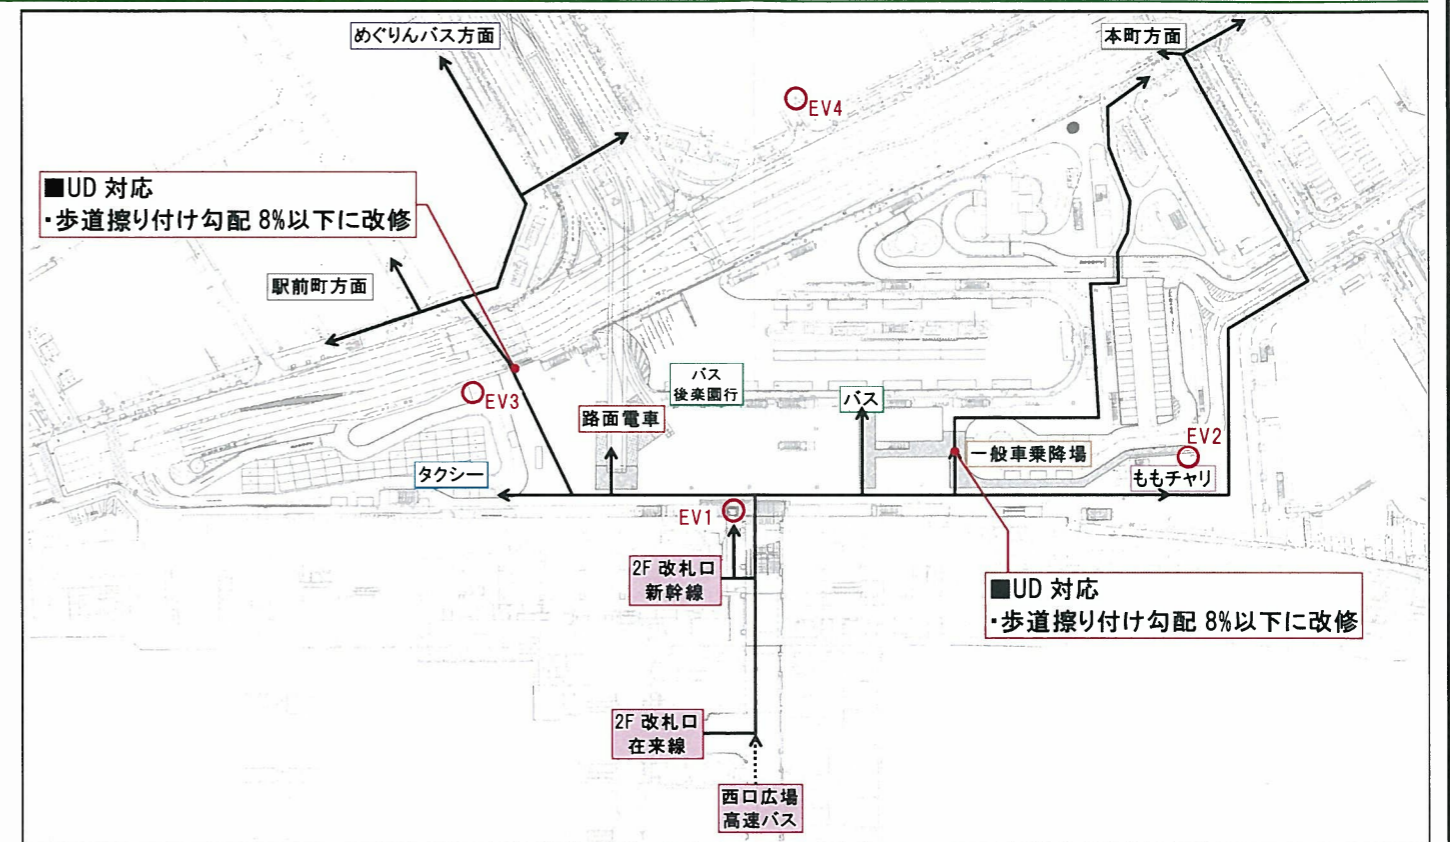 めぐりんバス方面
本町方面
EV4
■UD 対応
・歩道擦り付け勾配 8%以下に改修
駅前町方面
EV3
バス
後楽園行
バス
路面電車
一般車乗降場
EV2
タクシー
ももチャリ
EV1
2F 改札口
新幹線
■UD 対応
・歩道擦り付け勾配 8%以下に改修
2F 改札口
在来線
西口広場
高速バス